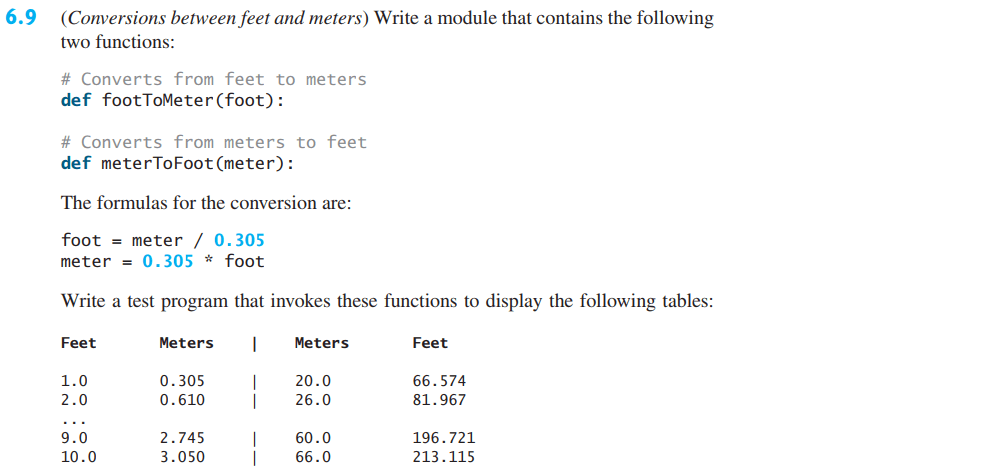 6.9 (Conversions between feet and meters) Write a module that contains the following
two functions:
# Converts from feet to meters
def footToMeter(foot):
# Converts from meters to feet
def meterToFoot(meter):
The formulas for the conversion are:
foot = meter / 0.305
meter = 0.305 * foot
Write a test program that invokes these functions to display the following tables:
Feet Meters | Meters Feet
1.0 0.305 | 20.0 66.574
2.0 0.610 | 26.0 81.967
...
9.0 2.745 | 60.0 196.721
10.0 3.050 | 66.0 213.115